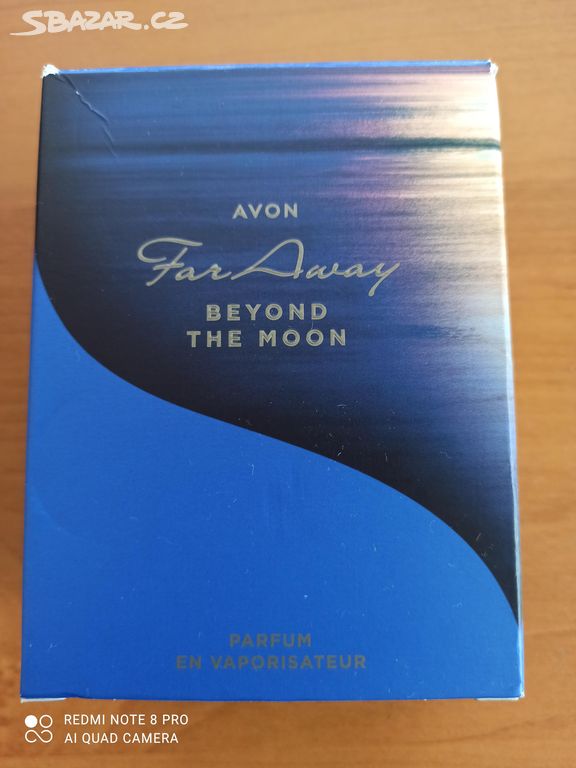 SBAZAR.CZ
AVON
Far Away
BEYOND
THE MOON
PARFUM
EN VAPORISATEUR
REDMI NOTE 8 PRO
AI QUAD CAMERA